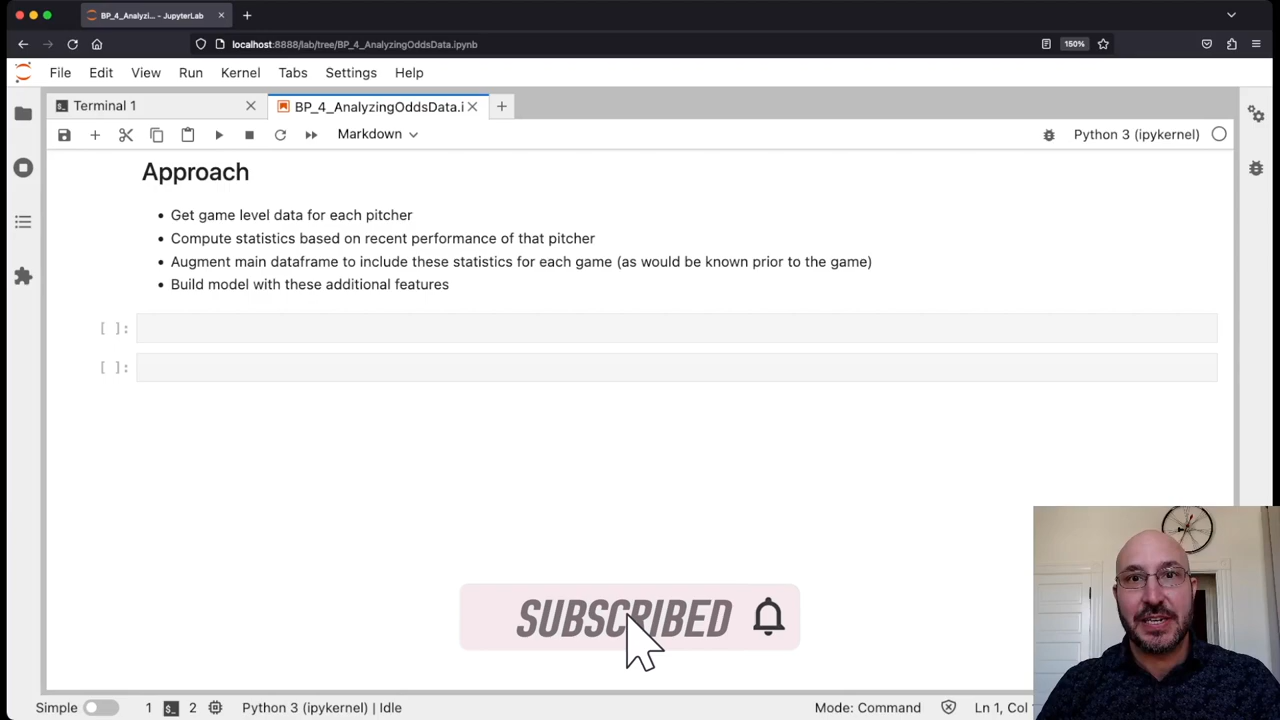 BP_4_Analyzi... - JupyterLab
localhost:8888/lab/tree/BP_4_AnalyzingOddsData.ipynb
150%
File Edit View Run Kernel Tabs Settings Help
Terminal 1
BP_4_AnalyzingOddsData.i
Markdown
Python 3 (ipykernel)
Approach
• Get game level data for each pitcher
• Compute statistics based on recent performance of that pitcher
• Augment main dataframe to include these statistics for each game (as would be known prior to the game)
• Build model with these additional features
[ ]:
[ ]:
SUBSCRIBED
Simple 1 $_ 2 Python 3 (ipykernel) | Idle Mode: Command Ln 1, Col